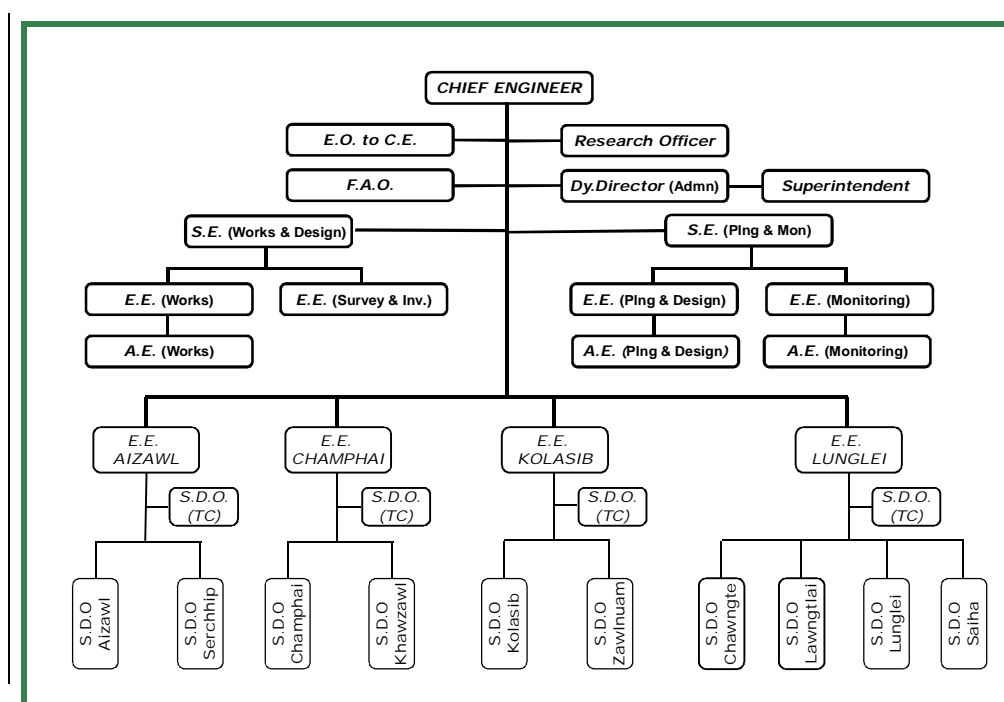 CHIEF ENGINEER
E.O. to C.E.
Research Officer
F.A.O.
Dy.Director (Admn)
Superintendent
S.E. (Works & Design)
S.E. (Plng & Mon)
E.E. (Works)
E.E. (Survey & Inv.)
E.E. (Plng & Design)
E.E. (Monitoring)
A.E. (Works)
A.E. (Plng & Design)
A.E. (Monitoring)
E.E.
AIZAWL
E.E.
CHAMPHAI
E.E.
KOLASIB
E.E.
LUNGLEI
S.D.O.
(TC)
S.D.O.
(TC)
S.D.O.
(TC)
S.D.O.
(TC)
S.D.O
Aizawl
S.D.O
Serchhip
S.D.O
Champhai
S.D.O
Khawzawl
S.D.O
Kolasib
S.D.O
Zawlnuam
S.D.O
Chawngte
S.D.O
Lawngtlai
S.D.O
Lunglei
S.D.O
Saiha